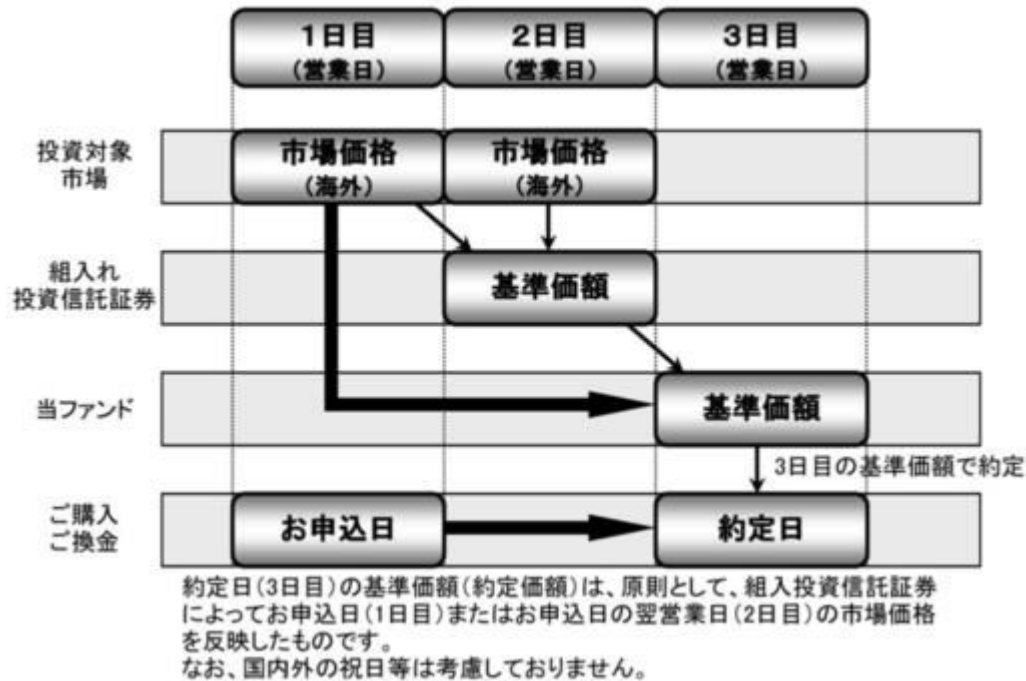 1日目
(営業日)
2日目
(営業日)
3日目
(営業日)
投資対象
市場
市場価格
(海外)
市場価格
(海外)
組入れ
投資信託証券
基準価額
当ファンド
基準価額
3日目の基準価額で約定
ご購入
ご換金
お申込日
約定日
約定日(3日目)の基準価額(約定価額)は、原則として、組入投資信託証券
によってお申込日(1日目)またはお申込日の翌営業日(2日目)の市場価格
を反映したものです。
なお、国内外の祝日等は考慮しておりません。